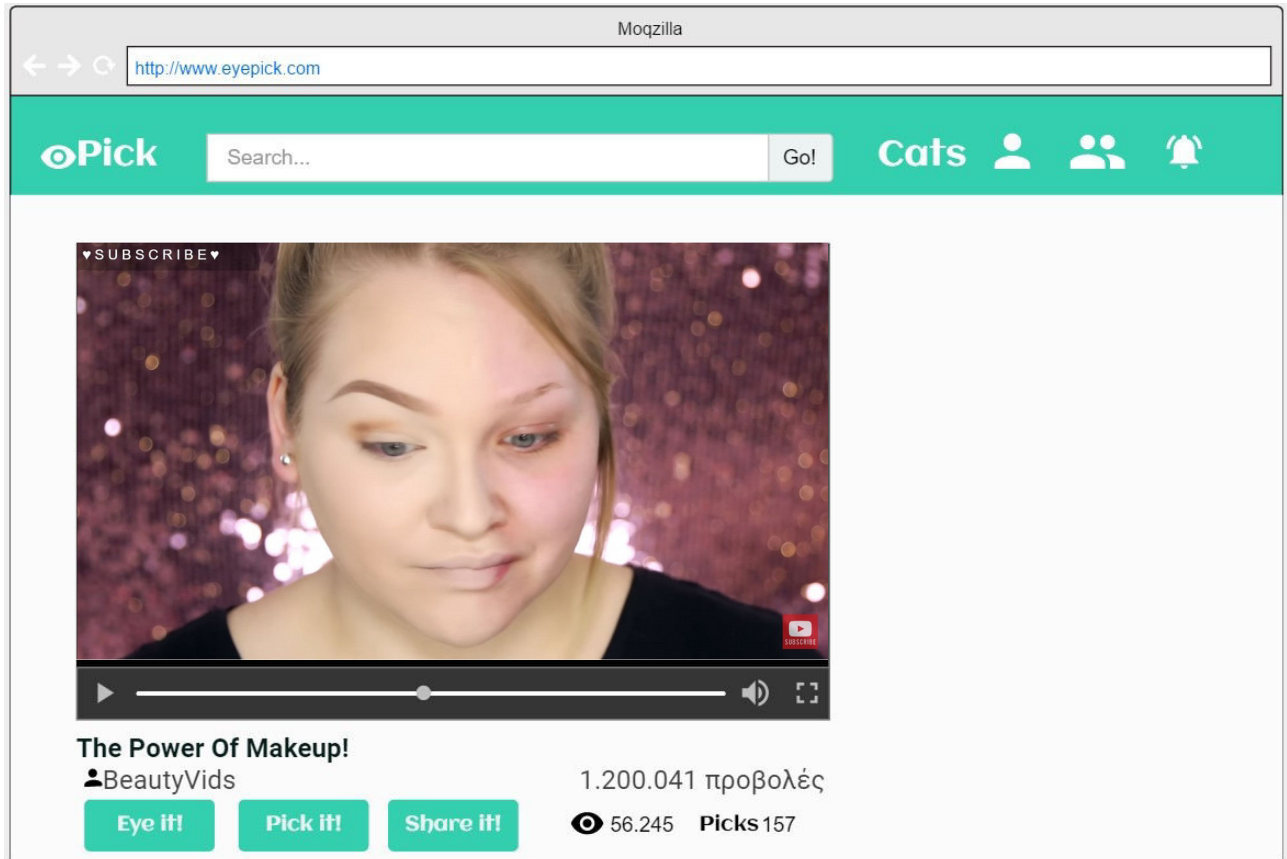 Moqzilla
http://www.eyepick.com
Pick Search... Go! Cats
♥SUBSCRIBE♥
SUBSCRIBE
The Power Of Makeup!
BeautyVids 1.200.041 προβολές
Eye it! Pick it! Share it! 56.245 Picks 157